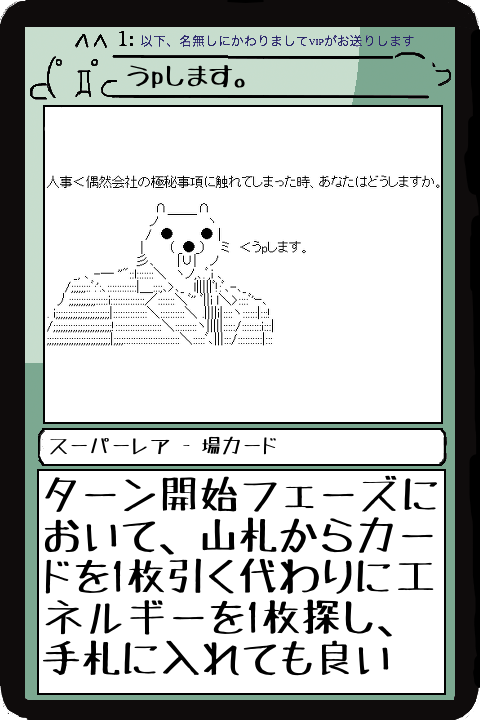 1: 以下、名無しにかわりましてVIPがお送りします
うpします。
人事＜偶然会社の極秘事項に触れてしまった時、あなたはどうしますか。
＜うpします。
スーパーレア - 場カード
ターン開始フェーズに
おいて、山札からカー
ドを1枚引く代わりにエ
ネルギーを1枚探し、
手札に入れても良い